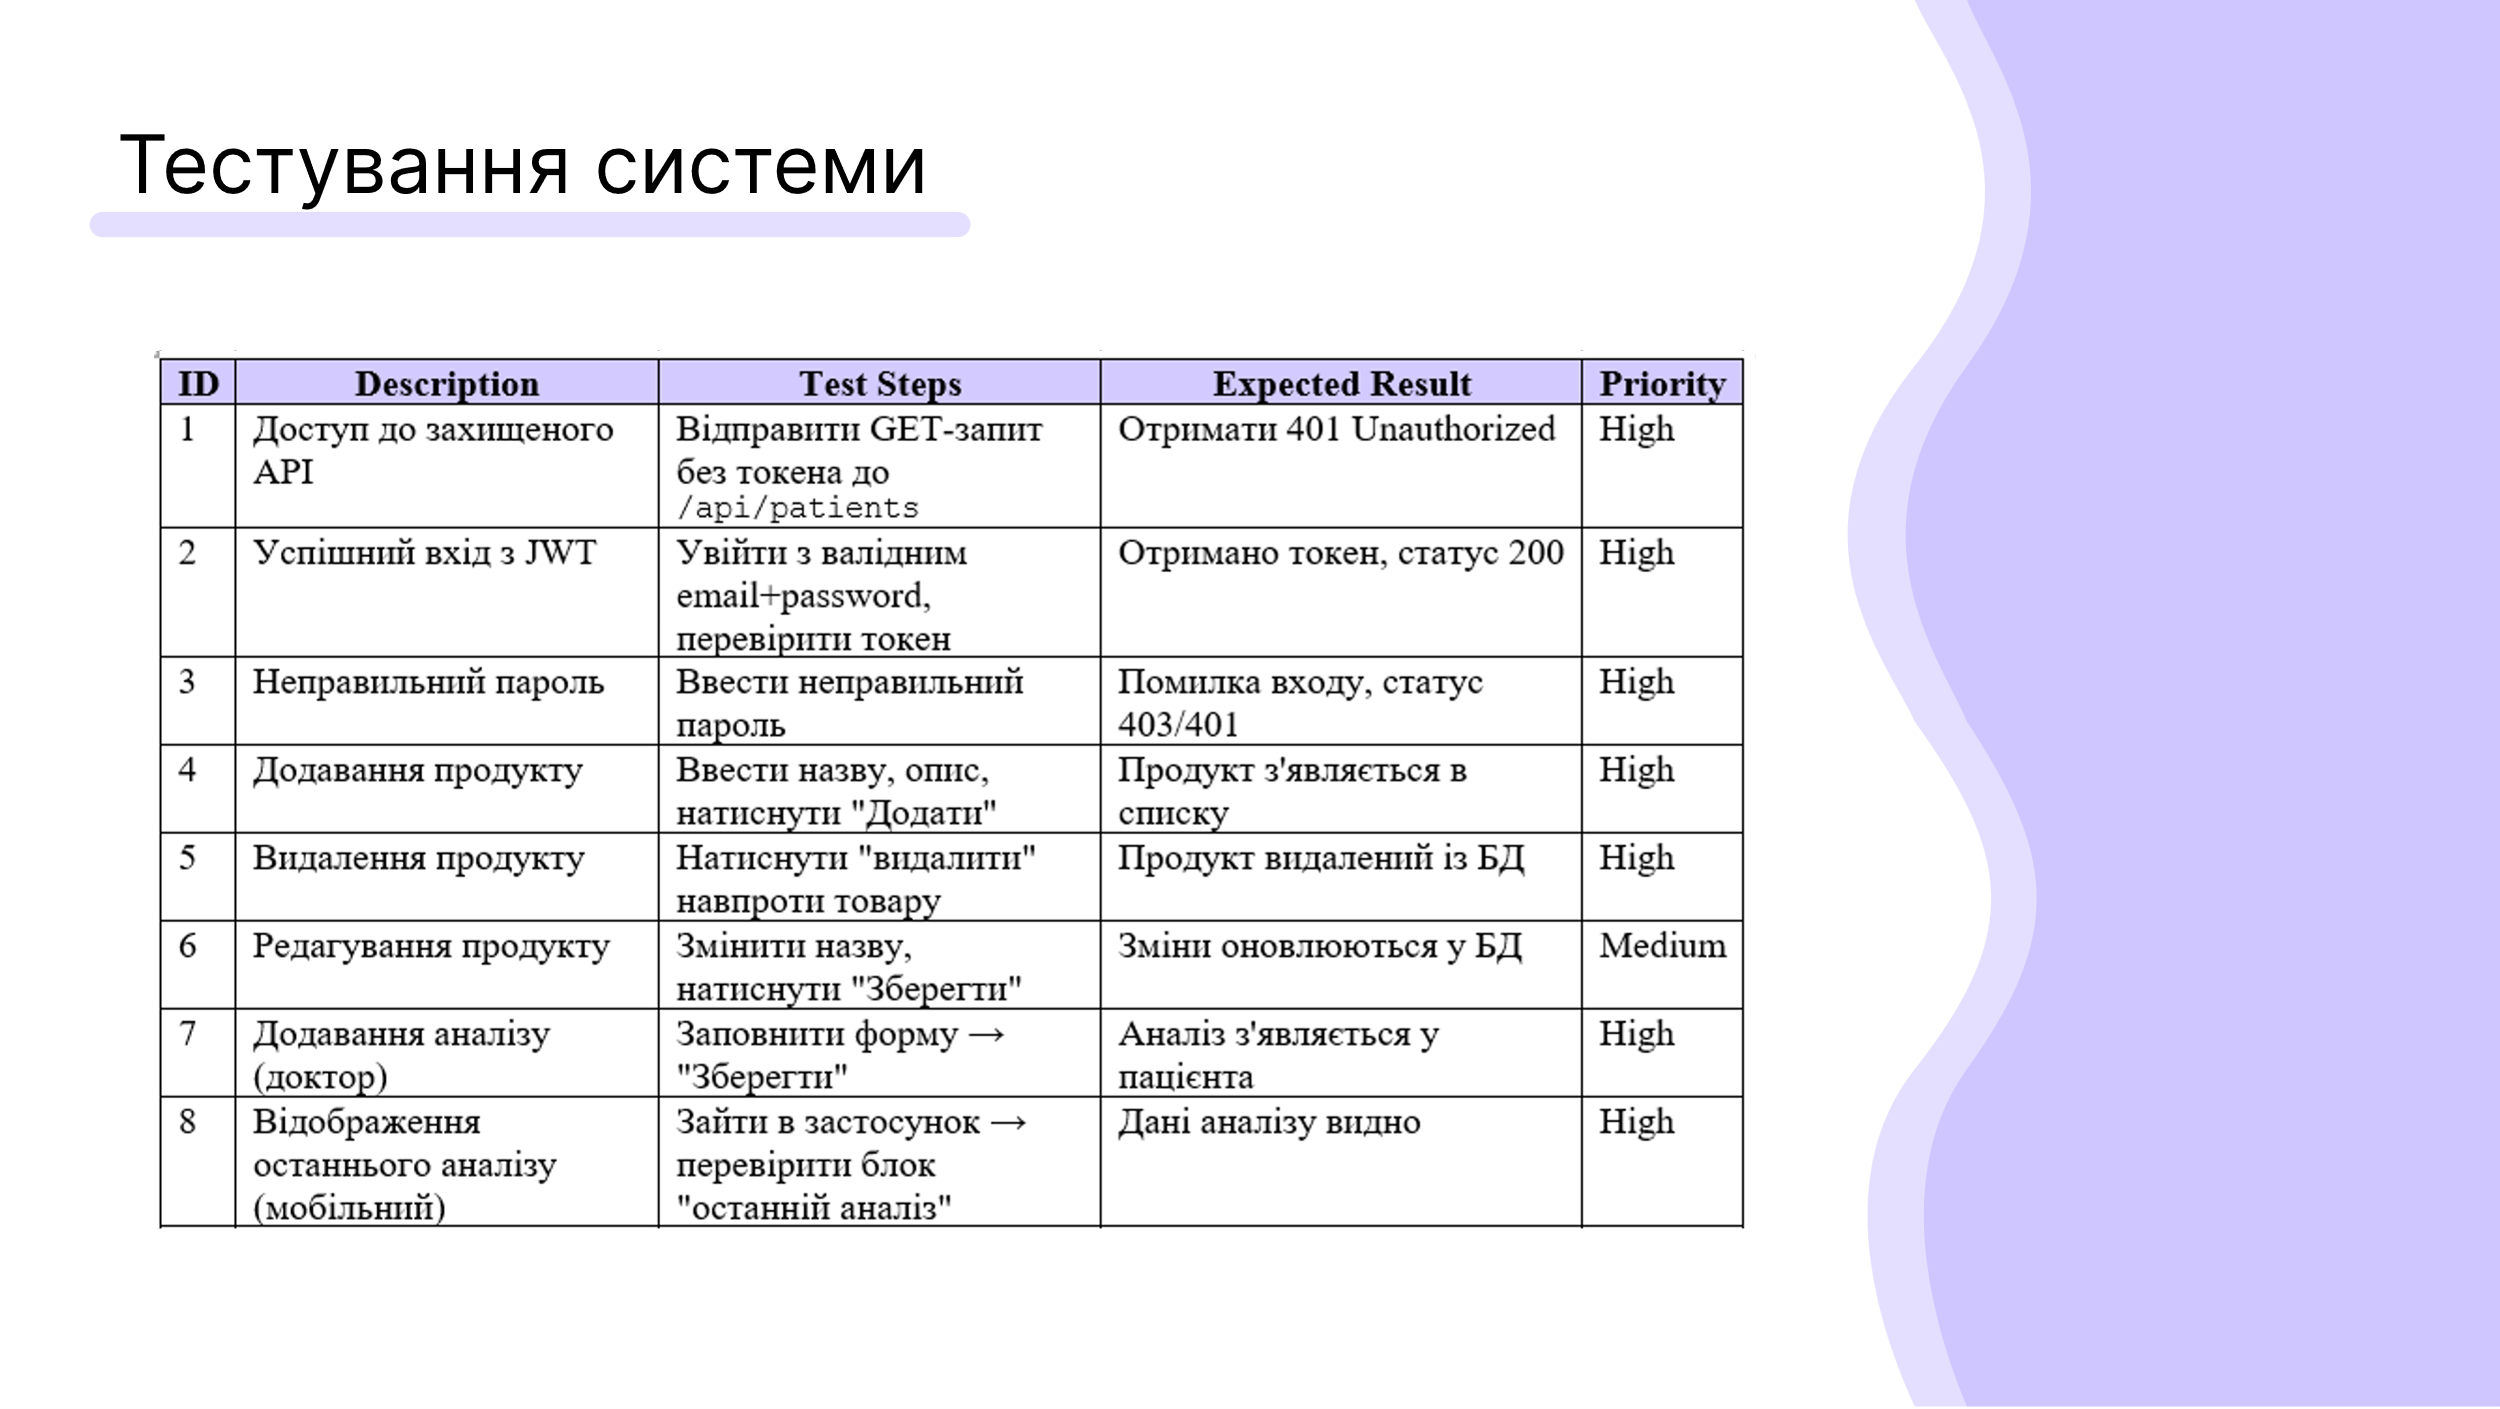 Тестування системи
ID Description Test Steps Expected Result Priority
1 Доступ до захищеного API Відправити GET-запит без токена до /api/patients Отримати 401 Unauthorized High
2 Успішний вхід з JWT Увійти з валідним email+password, перевірити токен Отримано токен, статус 200 High
3 Неправильний пароль Ввести неправильний пароль Помилка входу, статус 403/401 High
4 Додавання продукту Ввести назву, опис, натиснути "Додати" Продукт з'являється в списку High
5 Видалення продукту Натиснути "видалити" навпроти товару Продукт видалений із БД High
6 Редагування продукту Змінити назву, натиснути "Зберегти" Зміни оновлюються у БД Medium
7 Додавання аналізу (доктор) Заповнити форму → "Зберегти" Аналіз з'являється у пацієнта High
8 Відображення останнього аналізу (мобільний) Зайти в застосунок → перевірити блок "останній аналіз" Дані аналізу видно High